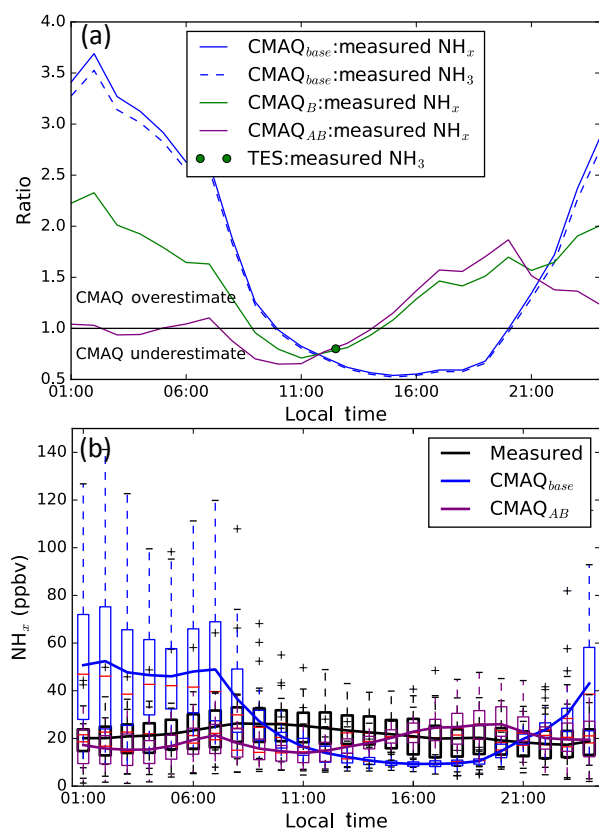 (a)
CMAQbase:measured NHx
CMAQbase:measured NH3
CMAQB:measured NHx
CMAQAB:measured NHx
TES:measured NH3
4.0
3.5
3.0
2.5
2.0
1.5
1.0
0.5
Ratio
CMAQ overestimate
CMAQ underestimate
01:00 06:00 11:00 16:00 21:00
Local time
(b)
Measured
CMAQbase
CMAQAB
140
120
100
80
60
40
20
0
NHx (ppbv)
01:00 06:00 11:00 16:00 21:00
Local time